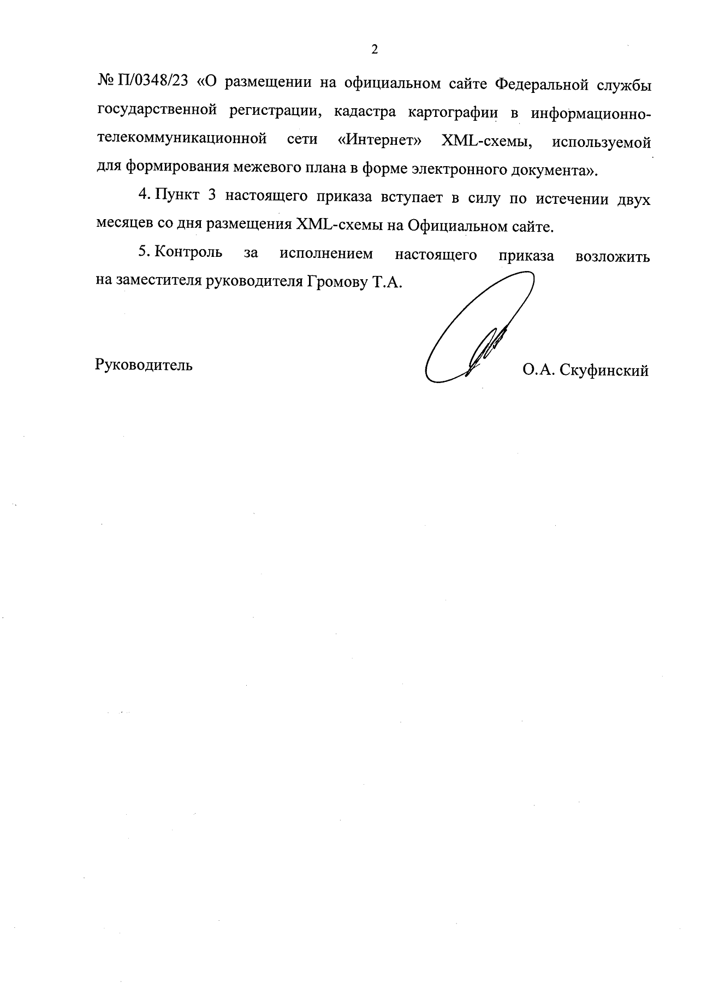 2
№ П/0348/23 «О размещении на официальном сайте Федеральной службы
государственной регистрации, кадастра картографии в информационно-
телекоммуникационной сети «Интернет» XML-схемы, используемой
для формирования межевого плана в форме электронного документа».
4. Пункт 3 настоящего приказа вступает в силу по истечении двух
месяцев со дня размещения XML-схемы на Официальном сайте.
5. Контроль за исполнением настоящего приказа возложить
на заместителя руководителя Громову Т.А.
Руководитель
О.А. Скуфинский